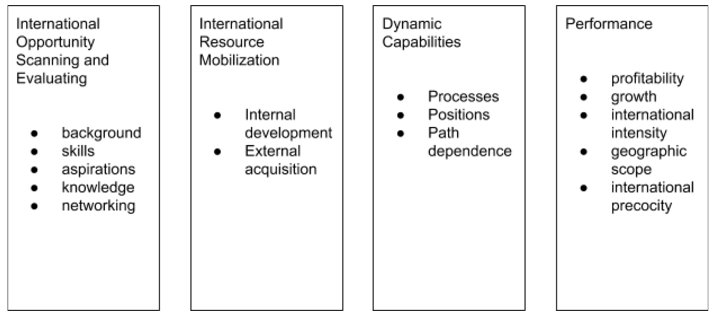 International
Opportunity
Scanning and
Evaluating
● background
● skills
● aspirations
● knowledge
● networking
International
Resource
Mobilization
● Internal
development
● External
acquisition
Dynamic
Capabilities
● Processes
● Positions
● Path
dependence
Performance
● profitability
● growth
● international
intensity
● geographic
scope
● international
precocity